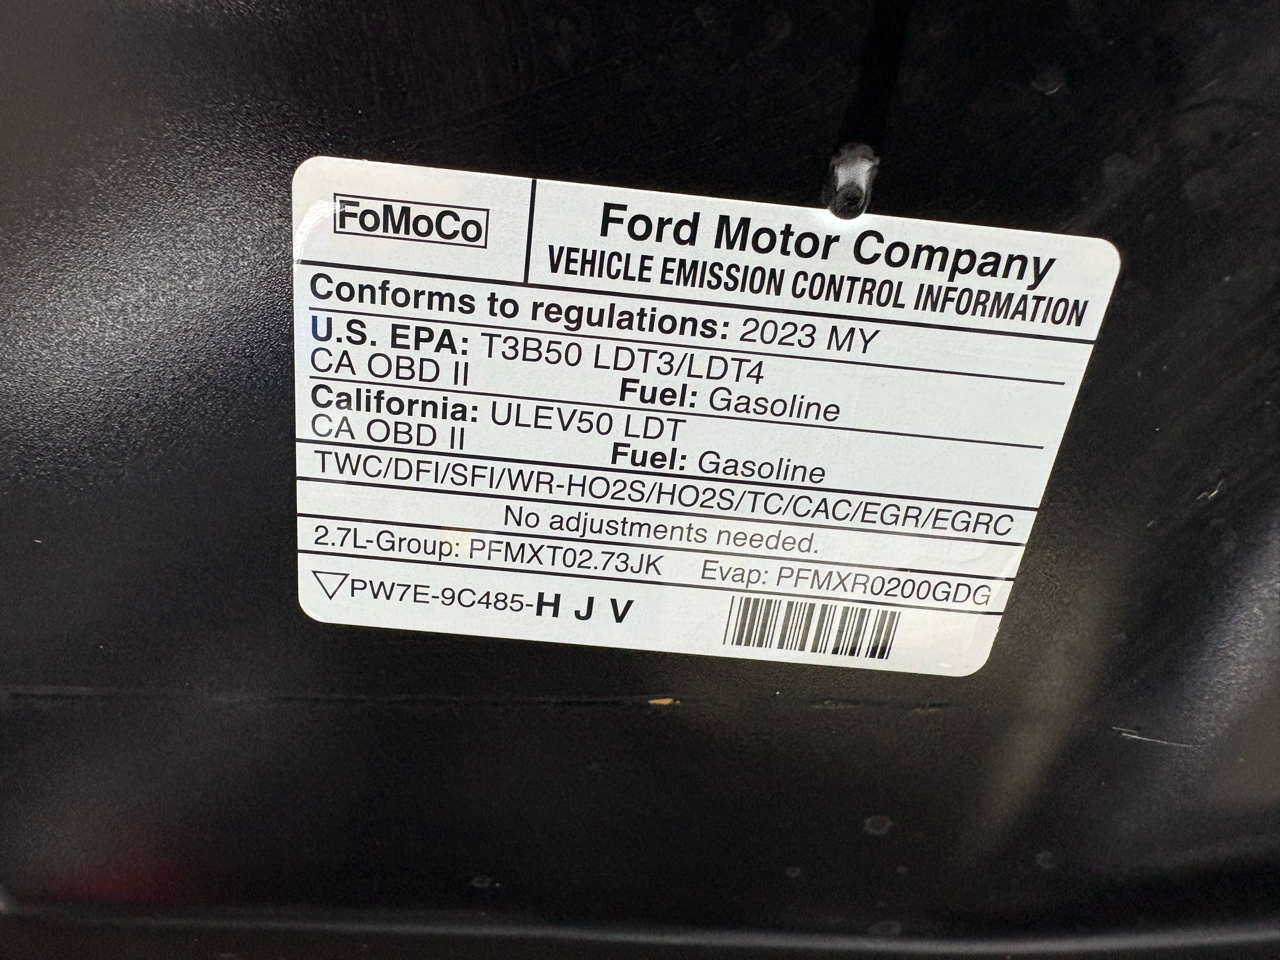 FoMoCo
Ford Motor Company
VEHICLE EMISSION CONTROL INFORMATION
Conforms to regulations: 2023 MY
U.S. EPA: T3B50 LDT3/LDT4
CA OBD II Fuel: Gasoline
California: ULEV50 LDT
CA OBD II Fuel: Gasoline
TWC/DFI/SFI/WR-HO2S/HO2S/TC/CAC/EGR/EGRC
No adjustments needed.
2.7L-Group: PFMXT02.73JK Evap: PFMXR0200GDG
PW7E-9C485-H J V